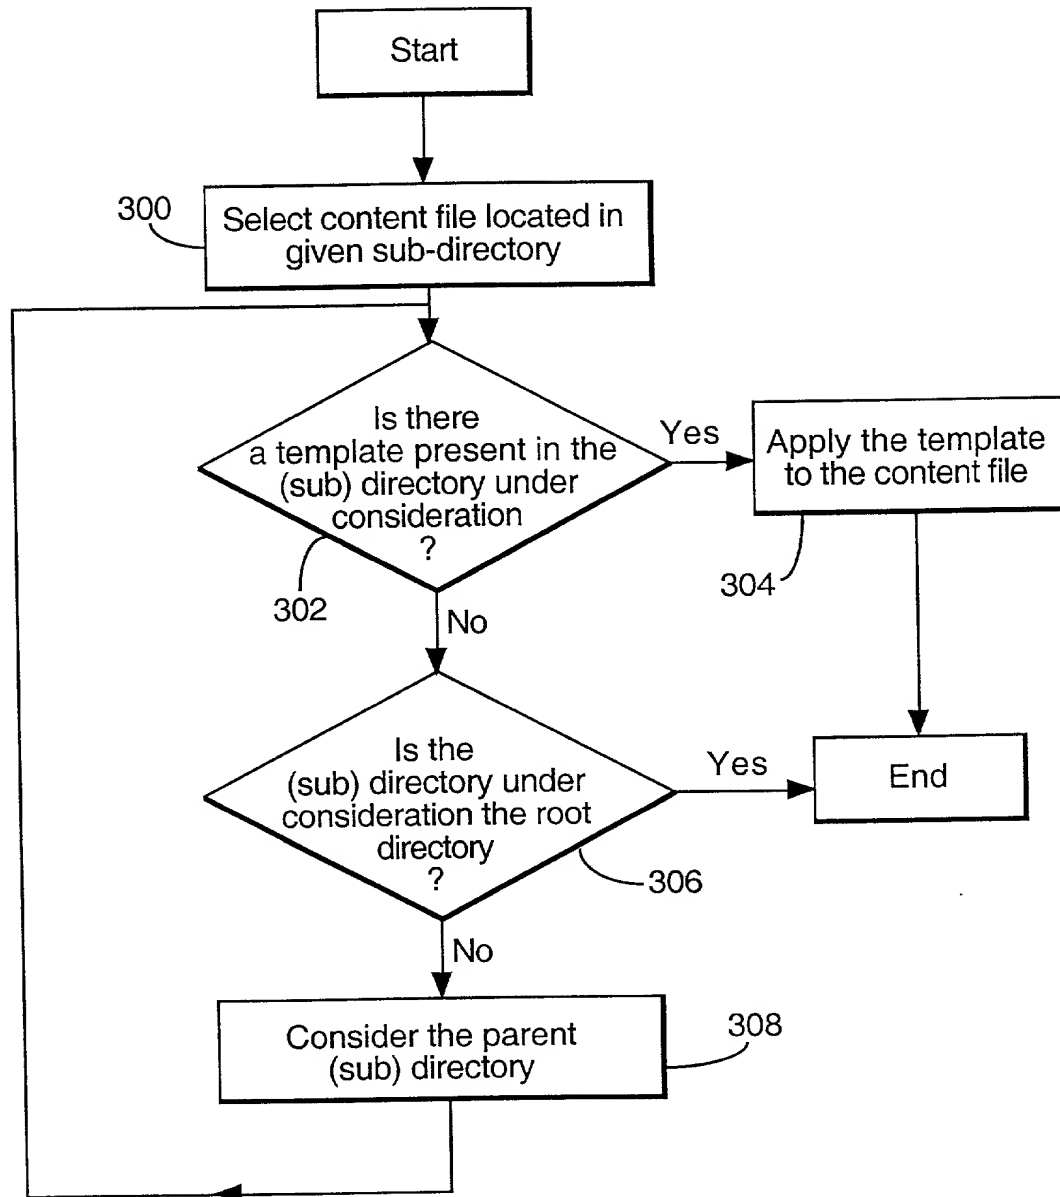 Start
300
Select content file located in
given sub-directory
Is there
a template present in the
(sub) directory under
consideration
?
302
Yes
Apply the template
to the content file
304
No
Is the
(sub) directory under
consideration the root
directory
?
306
Yes
End
No
Consider the parent
(sub) directory
308